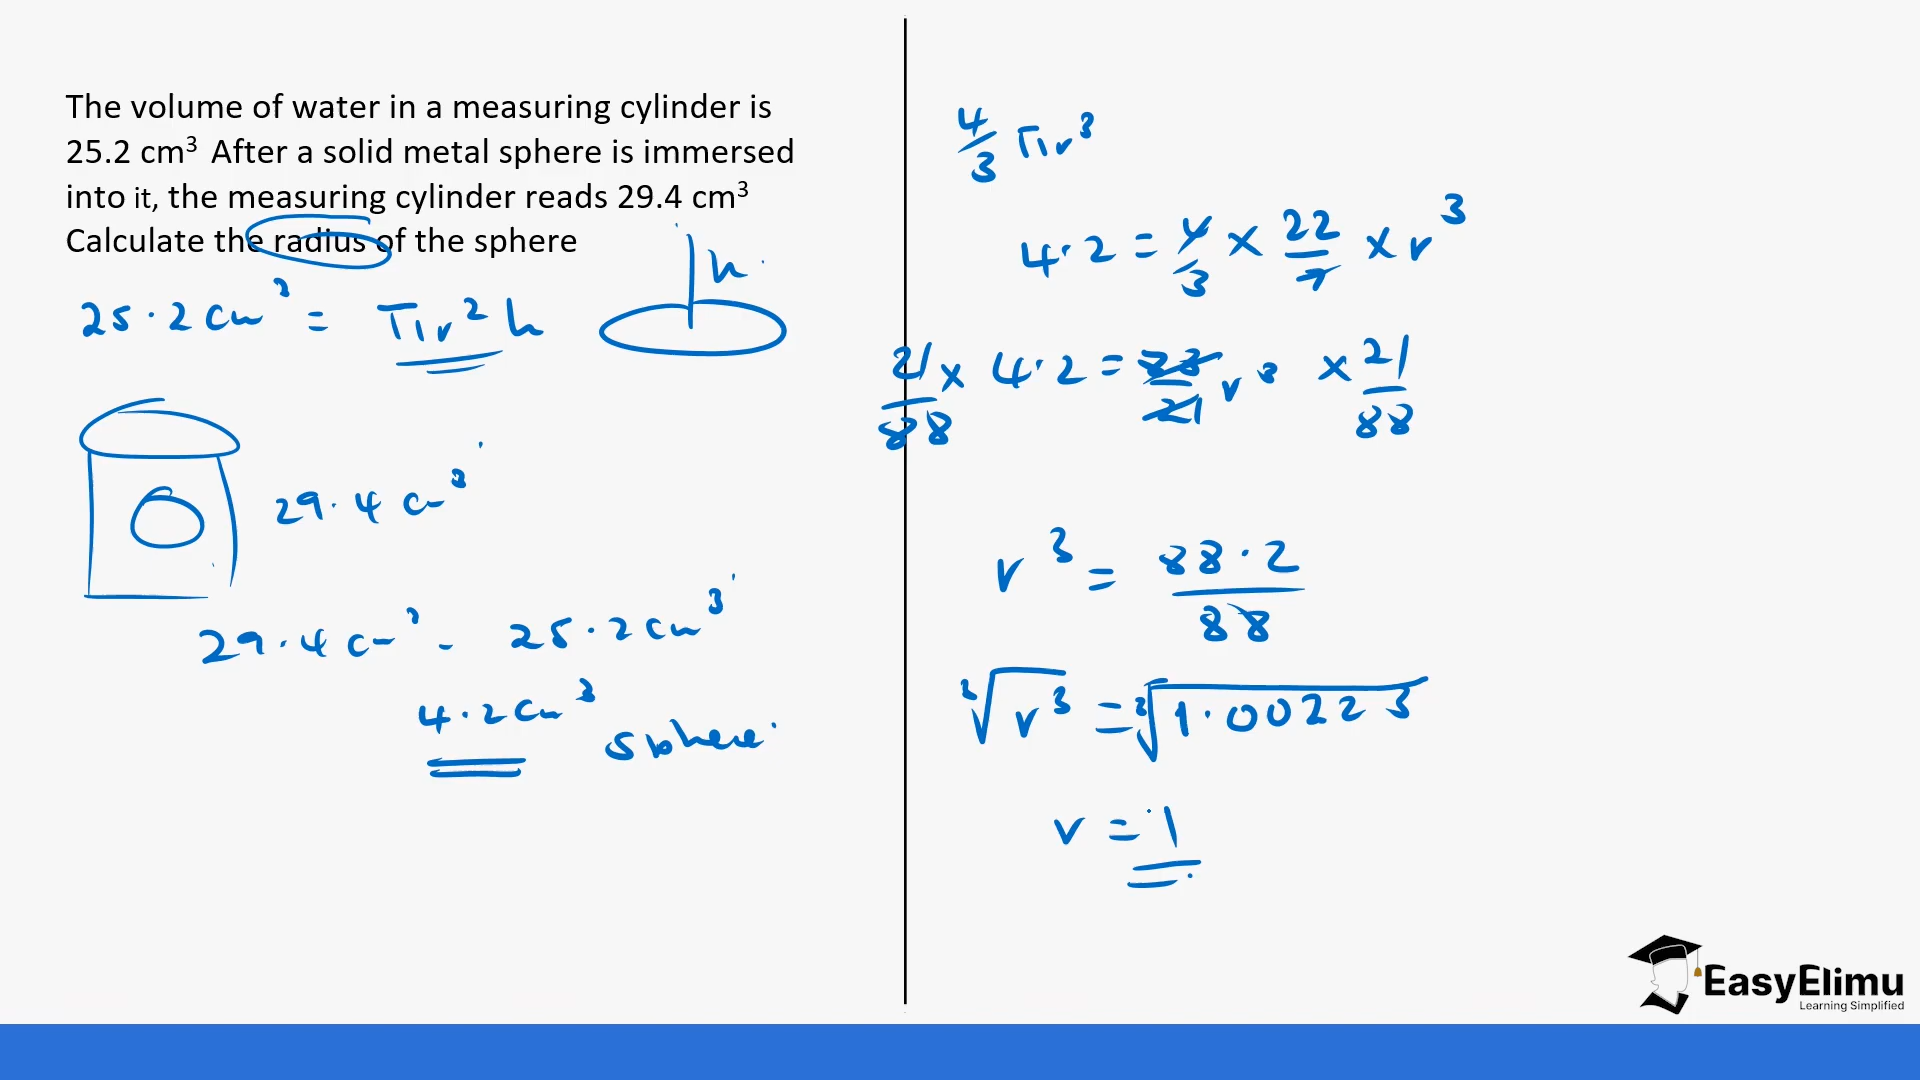 The volume of water in a measuring cylinder is
25.2 cm³ After a solid metal sphere is immersed
into it, the measuring cylinder reads 29.4 cm³
Calculate the radius of the sphere
25.2 cm³ = πr²h
h
29.4 cm³
29.4 cm³ - 25.2 cm³
4.2 cm³
sphere.
4/3 πr³
4.2 = 4/3 × 22/7 × r³
21/88 × 4.2 = 88/21 r³ × 21/88
r³ = 88.2/88
∛r³ = ∛1.00223
r = 1
EasyElimu
Learning Simplified